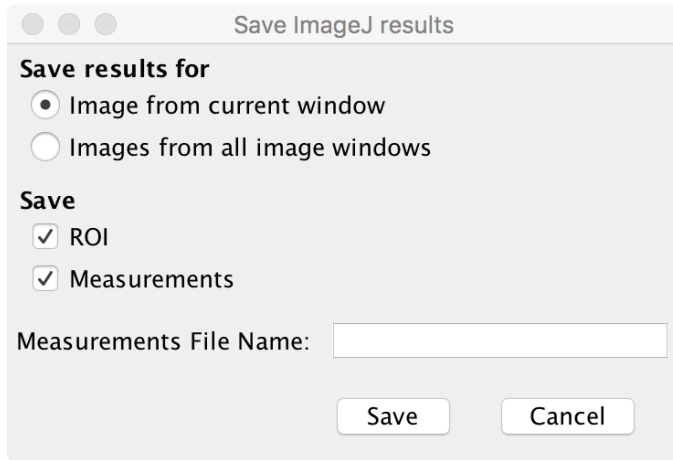 Save ImageJ results
Save results for
Image from current window
Images from all image windows
Save
ROI
Measurements
Measurements File Name:
Save Cancel